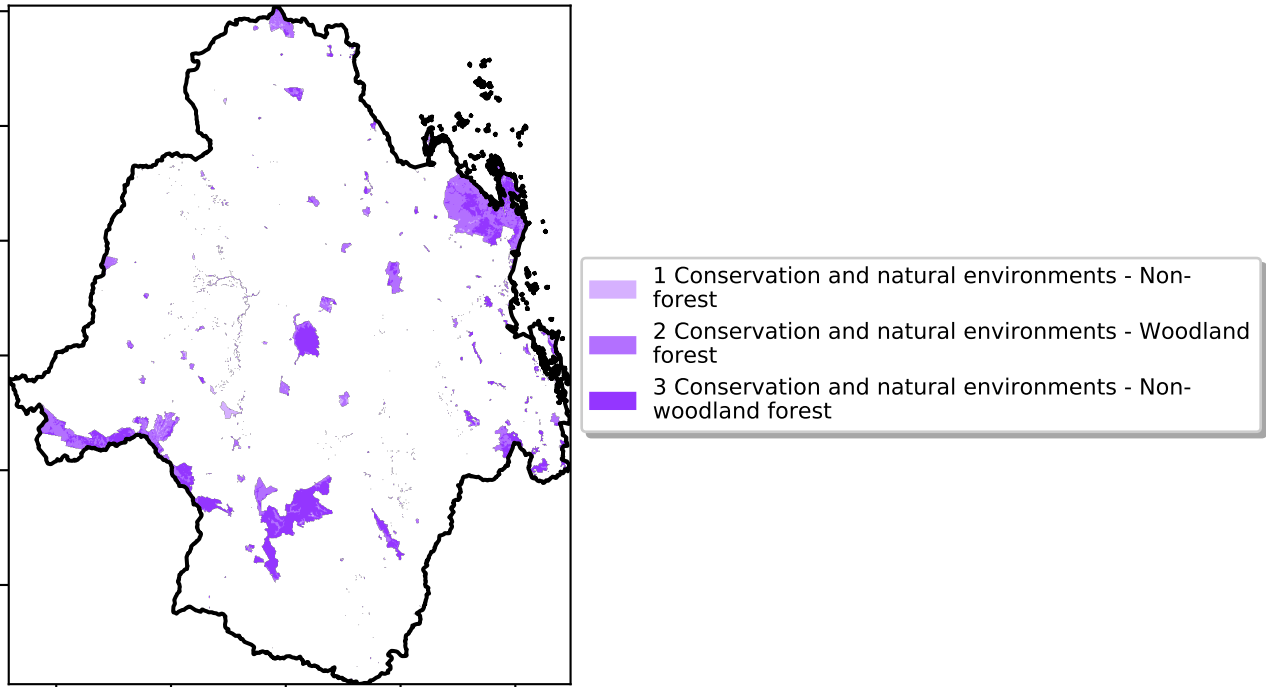 1 Conservation and natural environments - Non-
forest
2 Conservation and natural environments - Woodland
forest
3 Conservation and natural environments - Non-
woodland forest